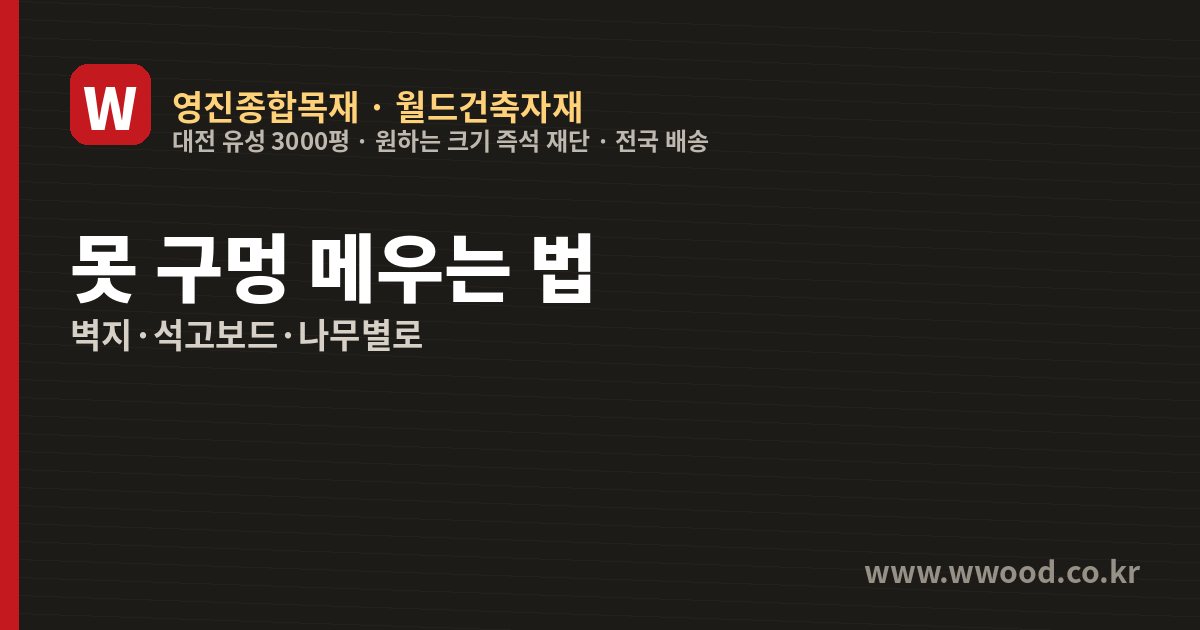 W
영진종합목재 · 월드건축자재
대전 유성 3000평 · 원하는 크기 즉석 재단 · 전국 배송
못 구멍 메우는 법
벽지·석고보드·나무별로
www.wwood.co.kr